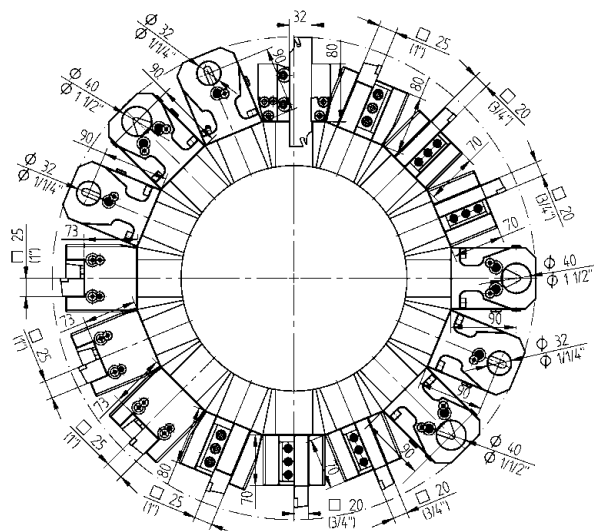 32
80
□ 25
(1")
Ø 32
Ø 1 1/4"
90
□ 20
(3/4")
80
90
Ø 40
Ø 1 1/2"
70
□ 20
(3/4")
90
Ø 32
Ø 1 1/4"
70
□ 25
(1")
73
Ø 40
Ø 1 1/2"
90
73
Ø 32
Ø 1 1/4"
□ 25
(1")
73
90
□ 25
(1")
80
Ø 40
Ø 1 1/2"
□ 25
(1")
70
70
80
□ 20
(3/4")
□ 20
(3/4")